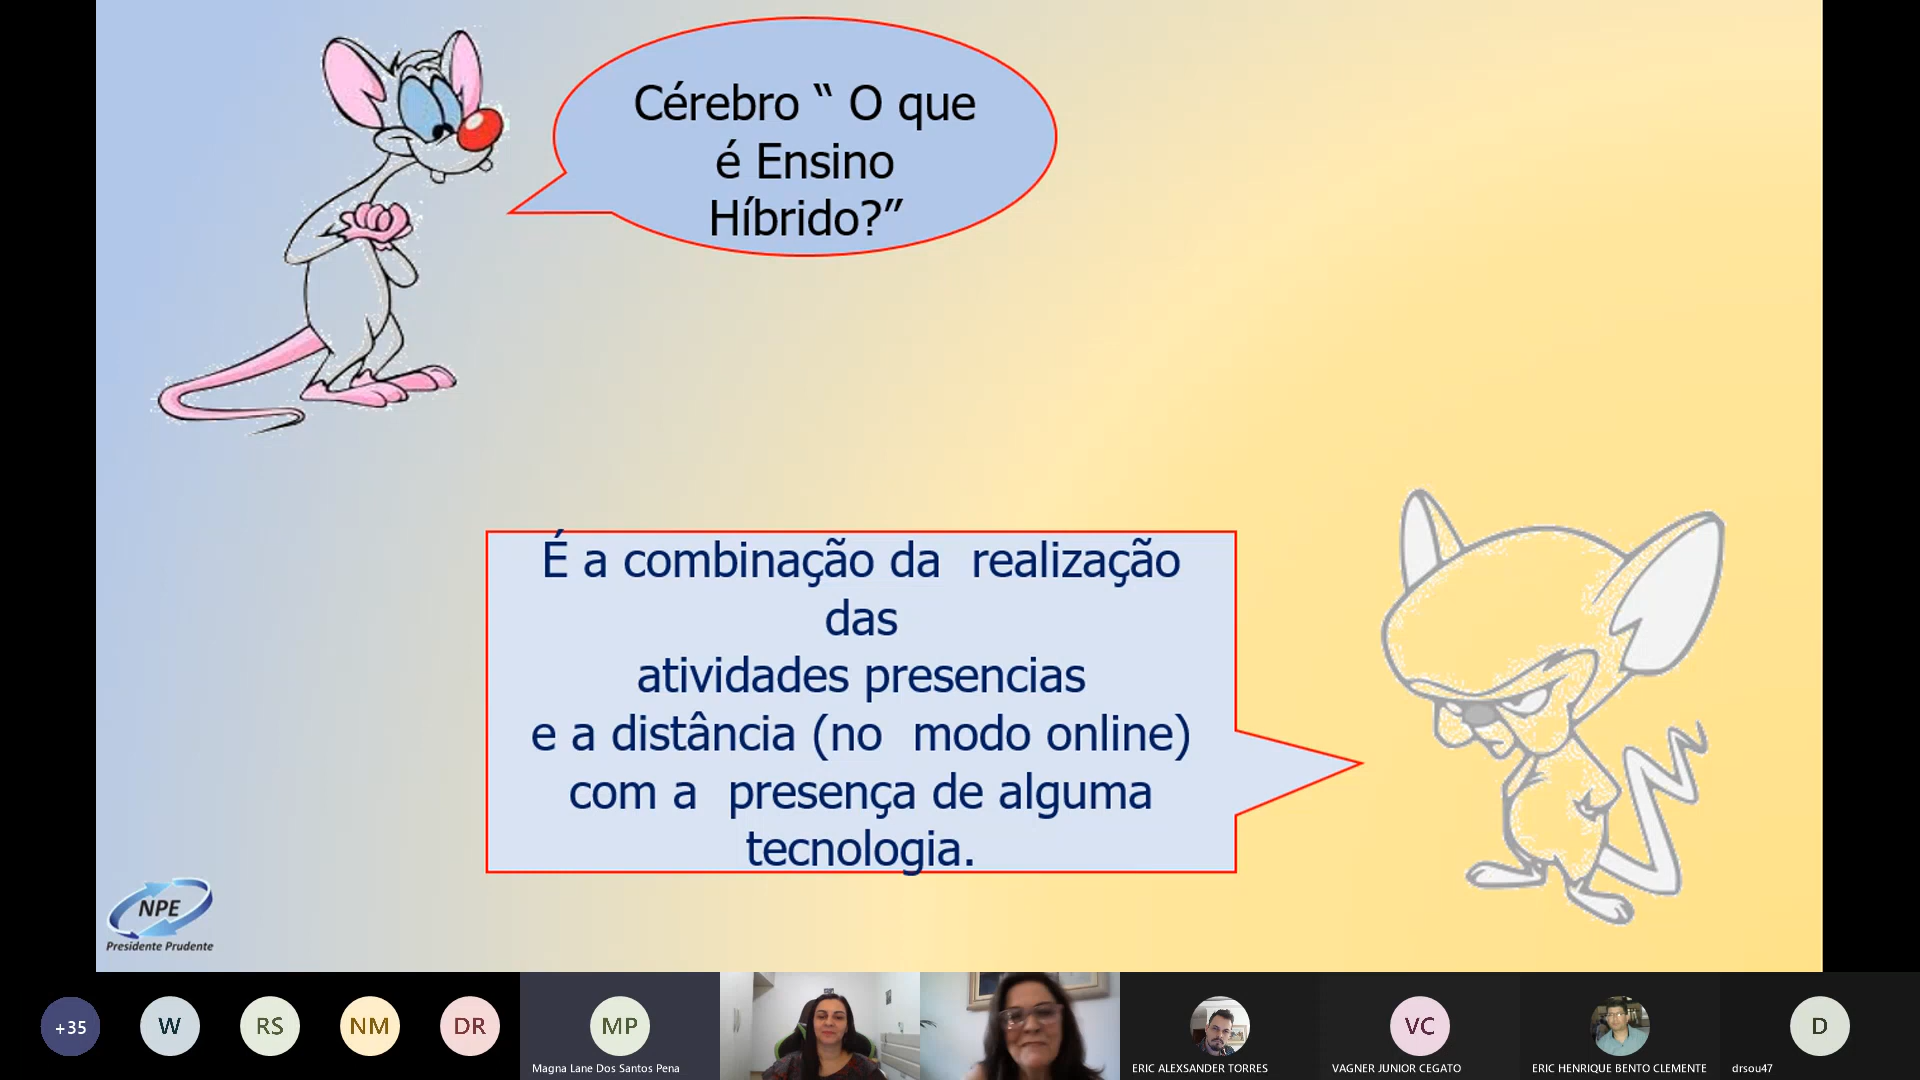 Cérebro “ O que
é Ensino
Híbrido?”
É a combinação da  realização
das
atividades presencias
e a distância (no  modo online)
com a  presença de alguma
tecnologia.
NPE
Presidente Prudente
+35
W
RS
NM
DR
MP
Magna Lane Dos Santos Pena
ERIC ALEXSANDER TORRES
VC
VAGNER JUNIOR CEGATO
ERIC HENRIQUE BENTO CLEMENTE
D
drsou47